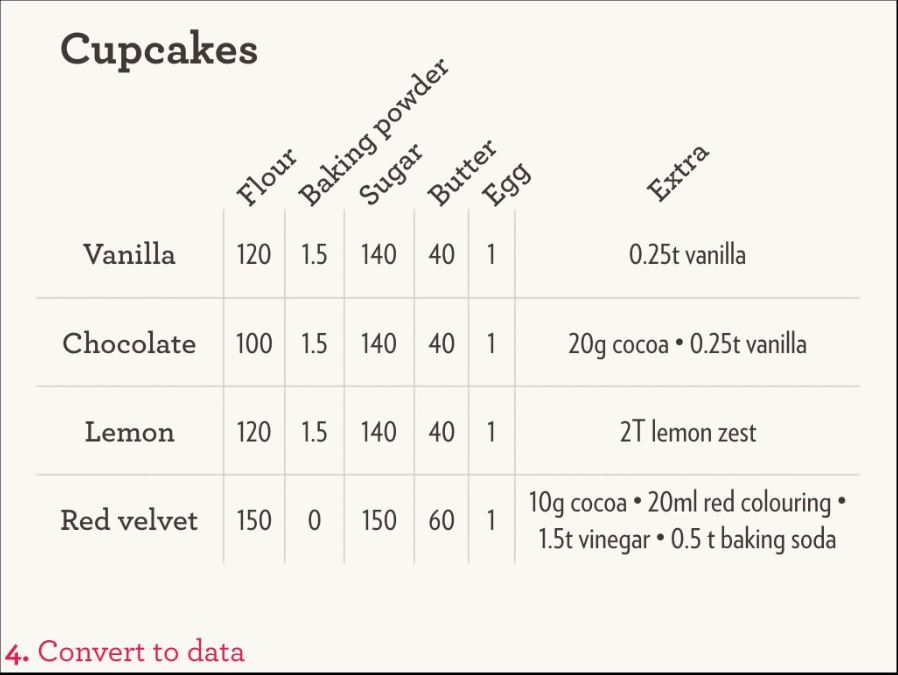 Cupcakes
Flour Baking powder Sugar Butter Egg Extra
Vanilla 120 1.5 140 40 1 0.25t vanilla
Chocolate 100 1.5 140 40 1 20g cocoa • 0.25t vanilla
Lemon 120 1.5 140 40 1 2T lemon zest
Red velvet 150 0 150 60 1 10g cocoa • 20ml red colouring •
1.5t vinegar • 0.5 t baking soda
4. Convert to data